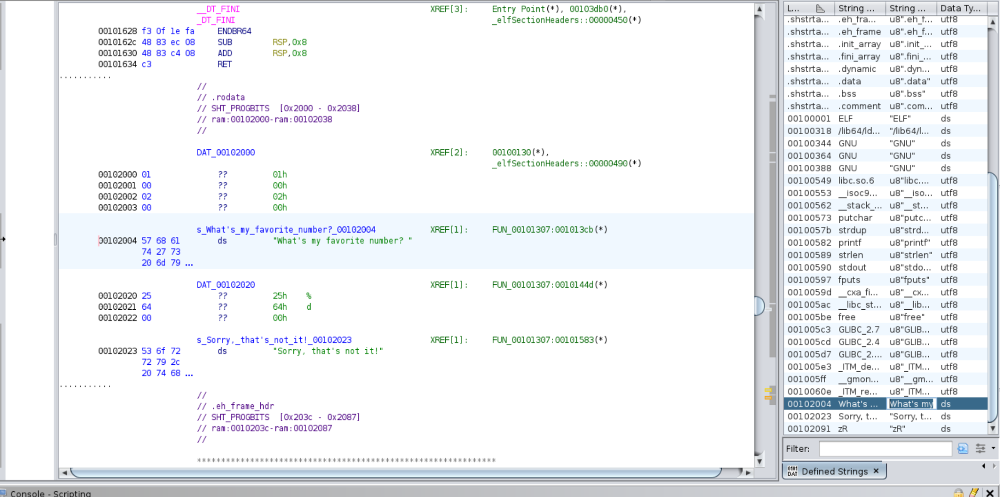 __DT_FINI XREF[3]: Entry Point(*), 00103db0(*),
_DT_FINI _elfSectionHeaders::00000450(*)
00101628 f3 0f 1e fa ENDBR64
0010162c 48 83 ec 08 SUB RSP,0x8
00101630 48 83 c4 08 ADD RSP,0x8
00101634 c3 RET
...........
//
// .rodata
// SHT_PROGBITS [0x2000 - 0x2038]
// ram:00102000-ram:00102038
//
DAT_00102000 XREF[2]: 00100130(*),
_elfSectionHeaders::00000490(*)
00102000 01 ?? 01h
00102001 00 ?? 00h
00102002 02 ?? 02h
00102003 00 ?? 00h
s_What's_my_favorite_number?_00102004 XREF[1]: FUN_00101307:001013cb(*)
00102004 57 68 61 ds "What's my favorite number? "
74 27 73
20 6d 79 ...
DAT_00102020 XREF[1]: FUN_00101307:0010144d(*)
00102020 25 ?? 25h %
00102021 64 ?? 64h d
00102022 00 ?? 00h
s_Sorry,_that's_not_it!_00102023 XREF[1]: FUN_00101307:00101583(*)
00102023 53 6f 72 ds "Sorry, that's not it!"
72 79 2c
20 74 68 ...
...........
//
// .eh_frame_hdr
// SHT_PROGBITS [0x203c - 0x2087]
// ram:0010203c-ram:00102087
//
**************************************************************
L... String ... String ... Data Ty...
.shstrta... .eh_fra... u8".eh_f... utf8
.shstrta... .eh_frame u8".eh_f... utf8
.shstrta... .init_array u8".init_... utf8
.shstrta... .fini_array u8".fini_... utf8
.shstrta... .dynamic u8".dyn... utf8
.shstrta... .data u8".data" utf8
.shstrta... .bss u8".bss" utf8
.shstrta... .comment u8".com... utf8
00100001 ELF "ELF" ds
00100318 /lib64/ld... "/lib64/l... ds
00100344 GNU "GNU" ds
00100364 GNU "GNU" ds
00100388 GNU "GNU" ds
00100549 libc.so.6 u8"libc.... utf8
00100553 __isoc9... u8"__iso... utf8
00100562 __stack_... u8"__st... utf8
00100573 putchar u8"putc... utf8
0010057b strdup u8"strd... utf8
00100582 printf u8"printf" utf8
00100589 strlen u8"strlen" utf8
00100590 stdout u8"stdo... utf8
00100597 fputs u8"fputs" utf8
0010059d __cxa_fi... u8"__cx... utf8
001005ac __libc_st... u8"__lib... utf8
001005be free u8"free" utf8
001005c3 GLIBC_2.7 u8"GLIB... utf8
001005cd GLIBC_2.4 u8"GLIB... utf8
001005d7 GLIBC_2.... u8"GLIB... utf8
001005e3 _ITM_de... u8"_ITM... utf8
001005ff __gmon... u8"__gm... utf8
0010060e _ITM_re... u8"_ITM... utf8
00102004 What's ... What's my ds
00102023 Sorry, t... "Sorry, t... ds
00102091 zR "zR" ds
Filter:
0101 DAT Defined Strings ×
Console - Scripting